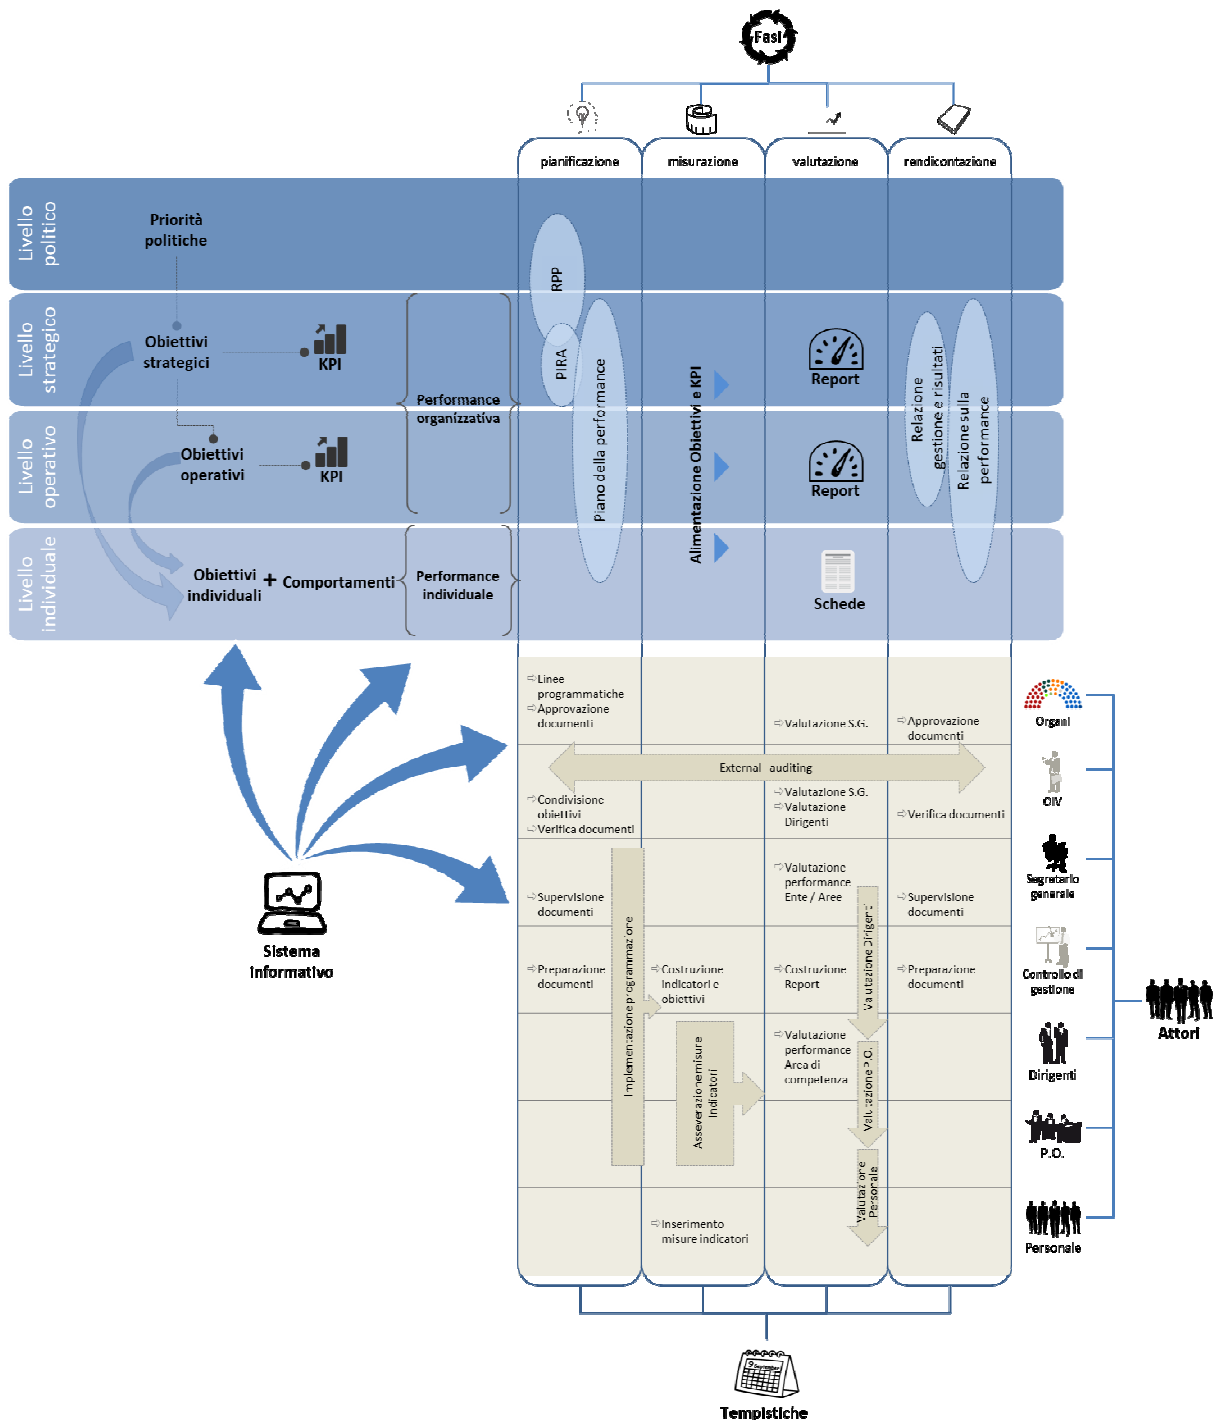 Fasi
pianificazione
misurazione
valutazione
rendicontazione
Livello
politico
Priorità
politiche
RPP
Livello
strategico
Obiettivi
strategici
KPI
PIRA
Report
Performance
organizzativa
Piano della performance
Alimentazione Obiettivi e KPI
Relazione
gestione e risultati
Relazione sulla
performance
Livello
operativo
Obiettivi
operativi
KPI
Report
Livello
individuale
Obiettivi
individuali
+
Comportamenti
Performance
individuale
Schede
⇨Linee
programmatiche
⇨Approvazione
documenti
⇨Valutazione S.G.
⇨Approvazione
documenti
Organi
External auditing
⇨Condivisione
obiettivi
⇨Verifica documenti
⇨Valutazione S.G.
⇨Valutazione
Dirigenti
⇨Verifica documenti
OIV
⇨Supervisione
documenti
⇨Valutazione
performance
Ente / Aree
⇨Supervisione
documenti
Segretario
generale
Sistema
Informativo
Implementazione programmazione
Valutazione Dirigenti
⇨Preparazione
documenti
⇨Costruzione
Indicatori e
obiettivi
⇨Costruzione
Report
⇨Preparazione
documenti
Controllo di
gestione
Attori
Asseverazione misure
Indicatori
⇨Valutazione
performance
Area di
competenza
Valutazione P.O.
Dirigenti
P.O.
Valutazione
Personale
⇨Inserimento
misure indicatori
Personale
9 September
Tempistiche